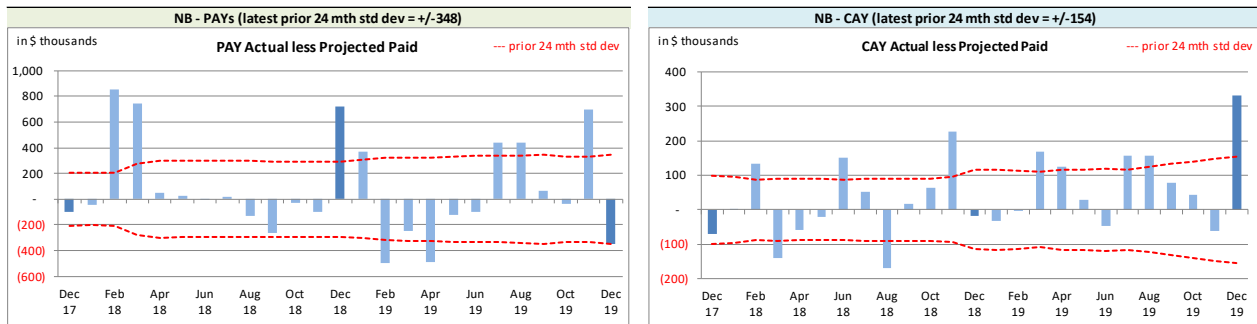 NB - PAYs (latest prior 24 mth std dev = +/-348)
in $ thousands
PAY Actual less Projected Paid
--- prior 24 mth std dev
1,000
800
600
400
200
-
(200)
(400)
(600)
Dec Feb Apr Jun Aug Oct Dec Feb Apr Jun Aug Oct Dec
17 18 18 18 18 18 18 19 19 19 19 19 19
NB - CAY (latest prior 24 mth std dev = +/-154)
in $ thousands
CAY Actual less Projected Paid
--- prior 24 mth std dev
400
300
200
100
-
(100)
(200)
Dec Feb Apr Jun Aug Oct Dec Feb Apr Jun Aug Oct Dec
17 18 18 18 18 18 18 19 19 19 19 19 19